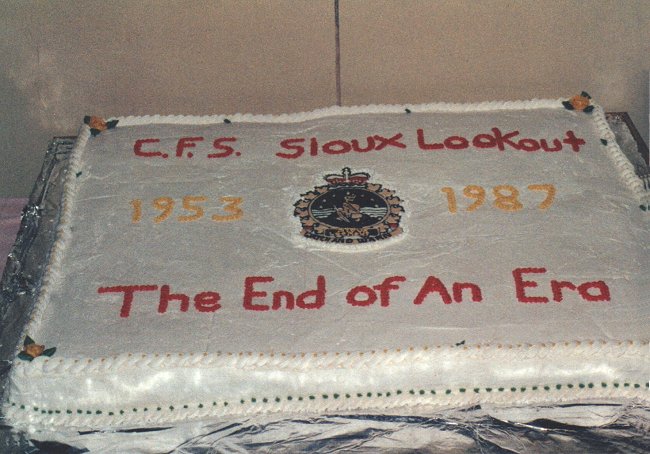 C.F.S. Sioux Lookout
1953 1987
The End of An Era